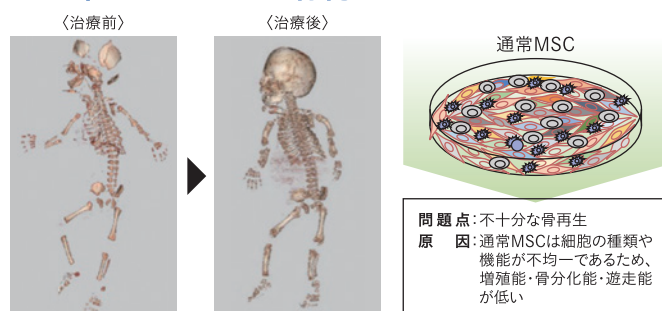 〈治療前〉
〈治療後〉
通常MSC
問題点：不十分な骨再生
原　因：通常MSCは細胞の種類や
機能が不均一であるため、
増殖能・骨分化能・遊走能
が低い